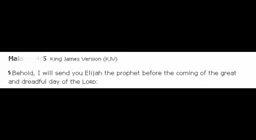 5 King James Version (KJV)
5 Behold, I will send you Elijah the prophet before the coming of the great
and dreadful day of the LORD: